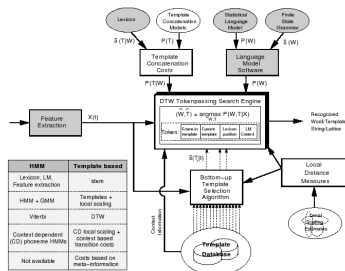 Lexicon
Template
Concatenation
Models
Statistical
Language
Model
Finite
State
Grammar
δ(T|W)
P(T)
P(W)
δ(W)
Template
Concatenation
Costs
Language
Model
Software
P(T|W)
P(W)
DTW Tokenpassing Search Engine
(W,T) = argmax P(W,T|X)
W,T
Token:
Frame in
template
Current
template
Lexicon
position
LM
Context
Feature
Extraction
X(t)
Recognized
Word/Template
String/Lattice
δ(T|t)
Bottom-up
Template
Selection
Algorithm
Local
Distance
Measures
Local
Scaling
Estimates
Context
Information
Template
Database
HMM
Template based
Lexicon, LM,
Feature extraction
idem
HMM + GMM
Templates +
local scaling
Viterbi
DTW
Context dependent
(CD) phoneme HMMs
CD local scaling +
context based
transition costs
Not available
Costs based on
meta-information